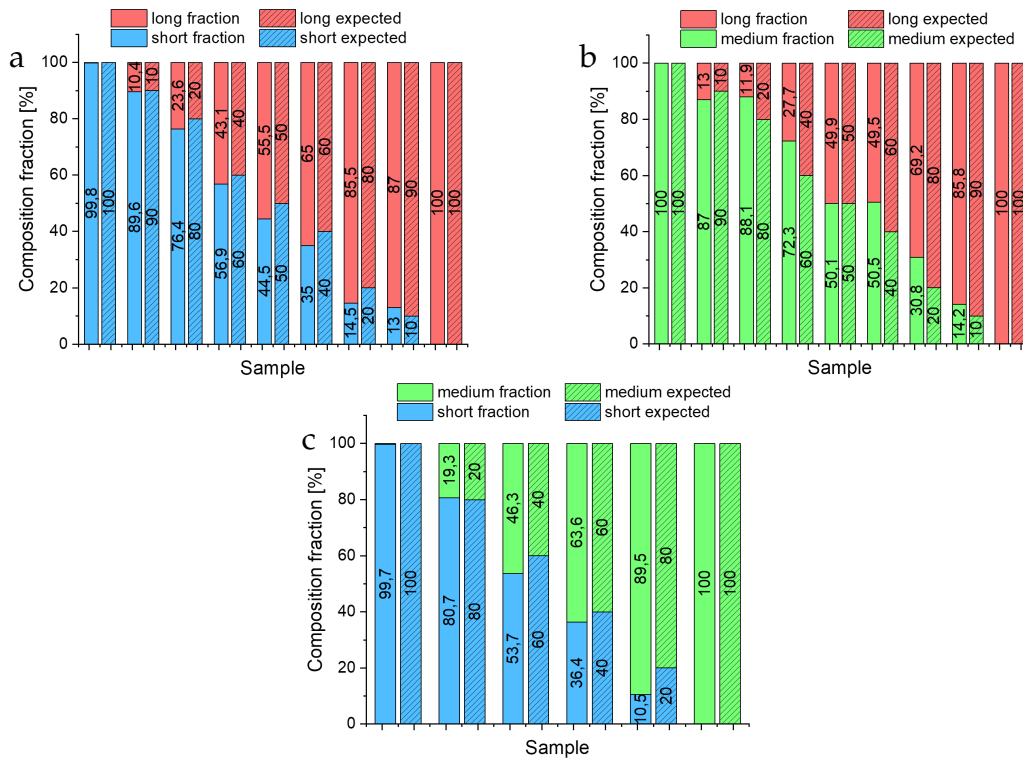 a
long fraction long expected
short fraction short expected
Composition fraction [%]
100
80
60
40
20
0
99,8 100
89,6 10,4 90 10
76,4 23,6 80 20
56,9 43,1 60 40
44,5 55,5 50 50
35 65 40 60
14,5 85,5 20 80
13 87 10 90
100 100
Sample
b
long fraction long expected
medium fraction medium expected
Composition fraction [%]
100
80
60
40
20
0
100 100
87 13 90 10
88,1 11,9 80 20
72,3 27,7 60 40
50,1 49,9 50 50
50,5 49,5 40 60
30,8 69,2 20 80
14,2 85,8 10 90
100 100
Sample
c
medium fraction medium expected
short fraction short expected
Composition fraction [%]
100
80
60
40
20
0
99,7 100
80,7 19,3 80 20
53,7 46,3 60 40
36,4 63,6 40 60
10,5 89,5 20 80
100 100
Sample